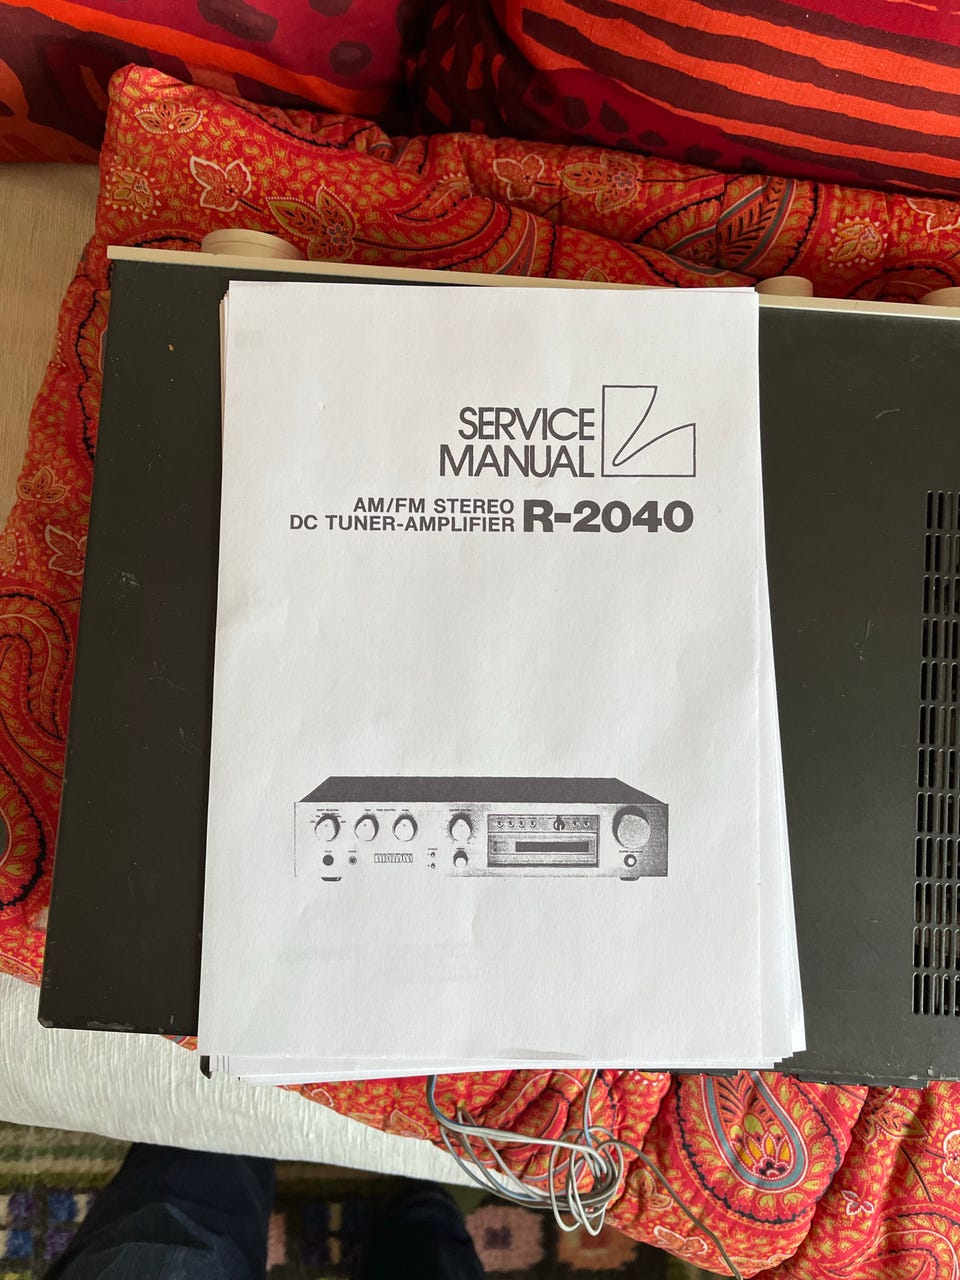 SERVICE
MANUAL
AM/FM STEREO
DC TUNER-AMPLIFIER R-2040